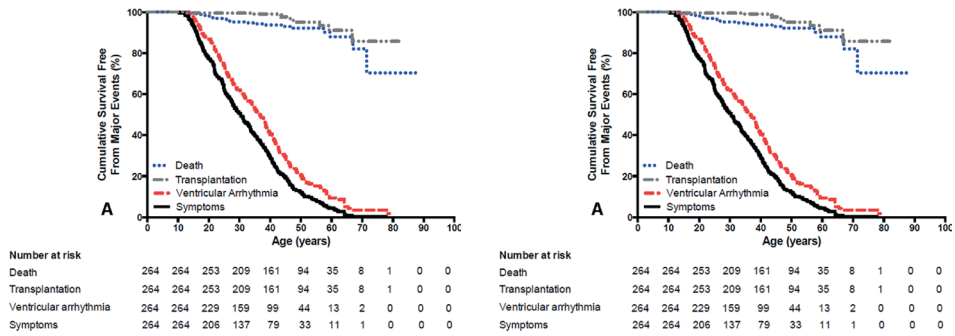 Cumulative Survival Free
From Major Events (%)
100
80
60
40
20
0
Death
Transplantation
Ventricular Arrhythmia
Symptoms
A
0 10 20 30 40 50 60 70 80 90 100
Age (years)
Number at risk
Death 264 264 253 209 161 94 35 8 1 0 0
Transplantation 264 264 253 209 161 94 35 8 1 0 0
Ventricular arrhythmia 264 264 229 159 99 44 13 2 0 0 0
Symptoms 264 264 206 137 79 33 11 1 0 0 0
Cumulative Survival Free
From Major Events (%)
100
80
60
40
20
0
Death
Transplantation
Ventricular Arrhythmia
Symptoms
A
0 10 20 30 40 50 60 70 80 90 100
Age (years)
Number at risk
Death 264 264 253 209 161 94 35 8 1 0 0
Transplantation 264 264 253 209 161 94 35 8 1 0 0
Ventricular arrhythmia 264 264 229 159 99 44 13 2 0 0 0
Symptoms 264 264 206 137 79 33 11 1 0 0 0